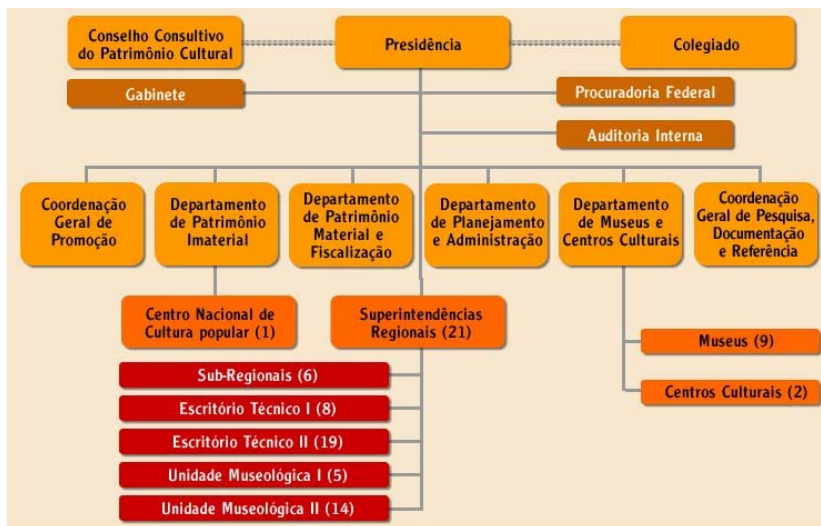 Conselho Consultivo
do Patrimônio Cultural
Presidência
Colegiado
Gabinete
Procuradoria Federal
Auditoria Interna
Coordenação
Geral de
Promoção
Departamento
de Patrimônio
Imaterial
Departamento
de Patrimônio
Material e
Fiscalização
Departamento
de Planejamento
e Administração
Departamento
de Museus e
Centros Culturais
Coordenação
Geral de Pesquisa,
Documentação
e Referência
Centro Nacional de
Cultura popular (1)
Superintendências
Regionais (21)
Museus (9)
Centros Culturais (2)
Sub-Regionais (6)
Escritório Técnico I (8)
Escritório Técnico II (19)
Unidade Museológica I (5)
Unidade Museológica II (14)